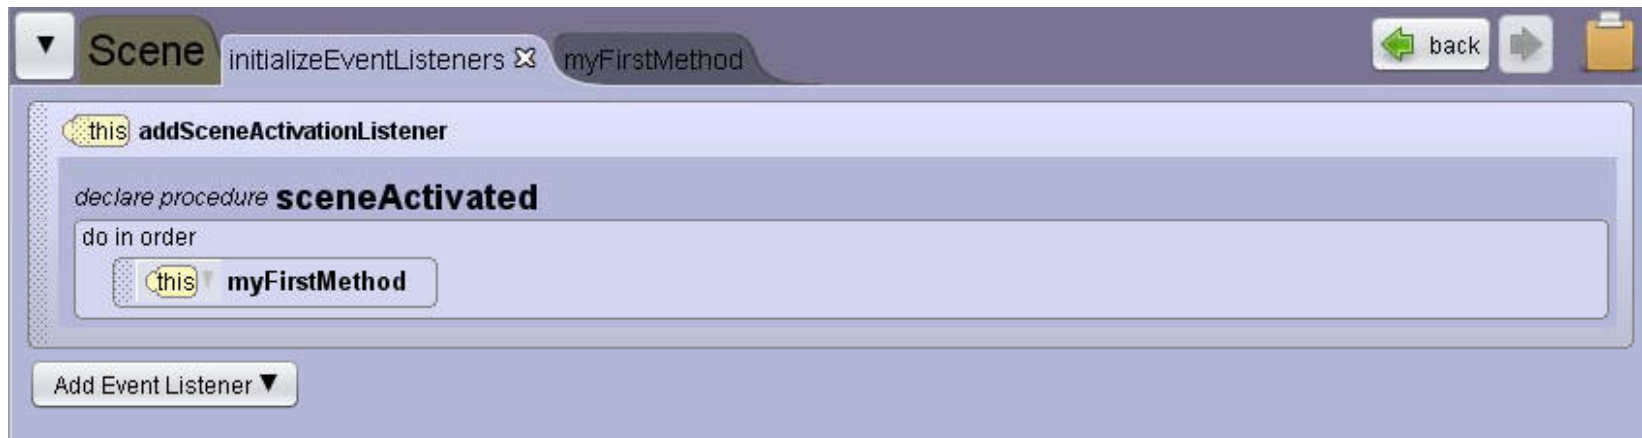 Scene initializeEventListeners myFirstMethod back
this addSceneActivationListener
declare procedure sceneActivated
do in order
this myFirstMethod
Add Event Listener